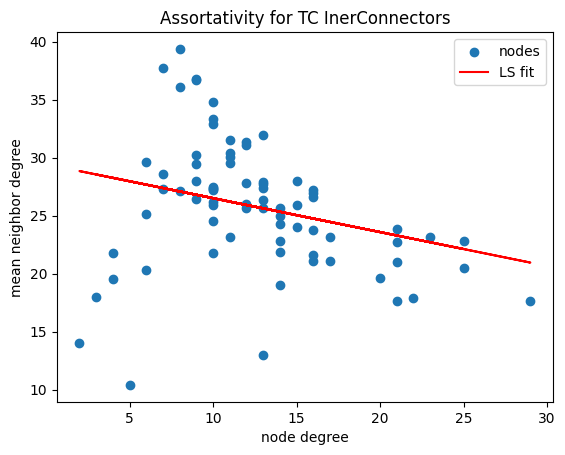 Assortativity for TC InerConnectors
nodes
LS fit
mean neighbor degree
40
35
30
25
20
15
10
5
10
15
20
25
30
node degree